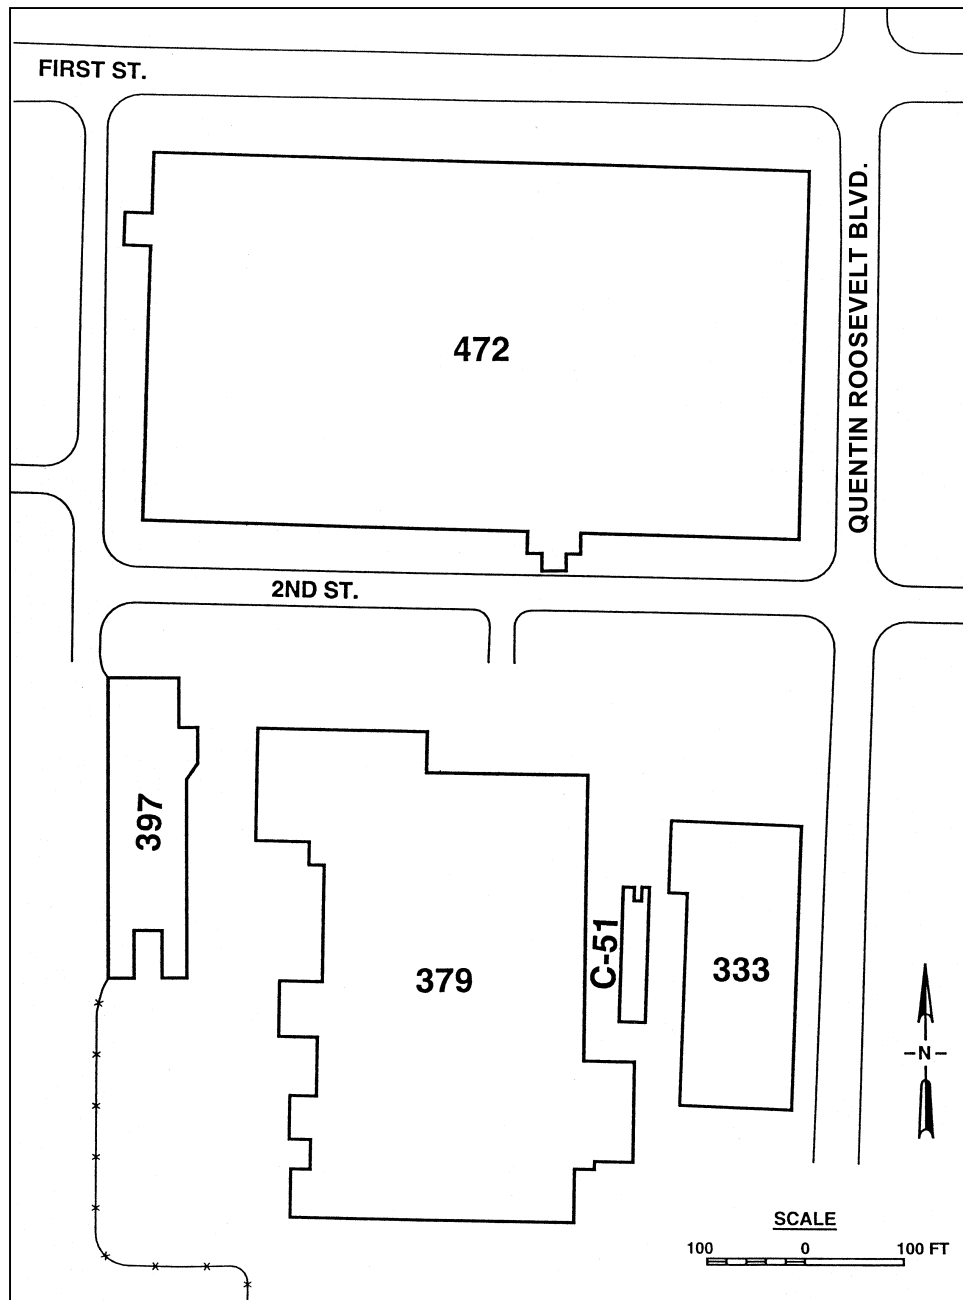 FIRST ST.
QUENTIN ROOSEVELT BLVD.
472
2ND ST.
397
C-51
333
379
-N-
SCALE
100 0 100 FT